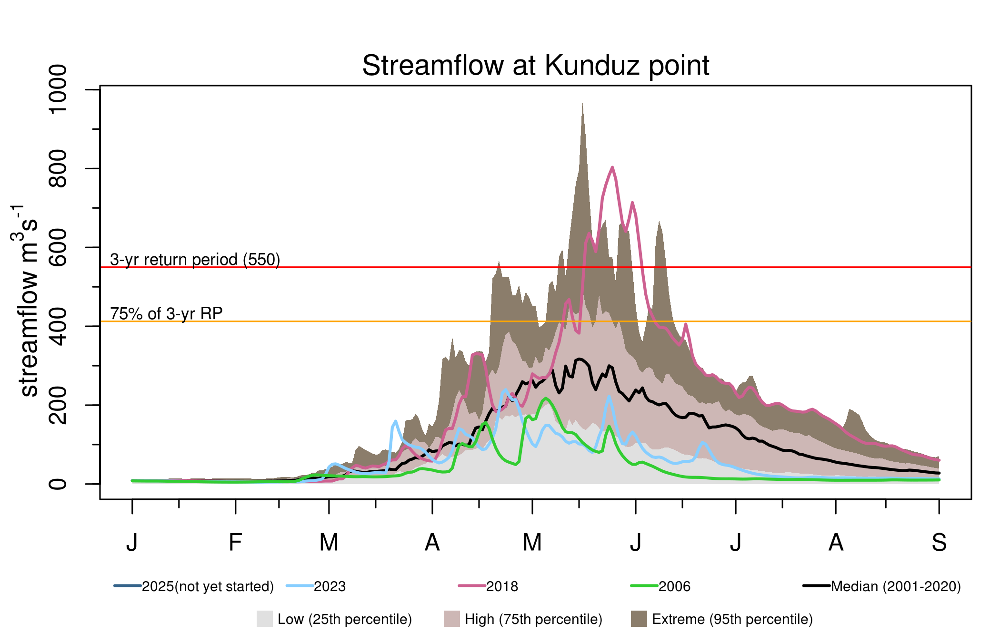 Streamflow at Kunduz point
streamflow m³s⁻¹
1000
800
600
400
200
0
3-yr return period (550)
75% of 3-yr RP
J F M A M J J A S
2025(not yet started) 2023 2018 2006 Median (2001-2020)
Low (25th percentile) High (75th percentile) Extreme (95th percentile)